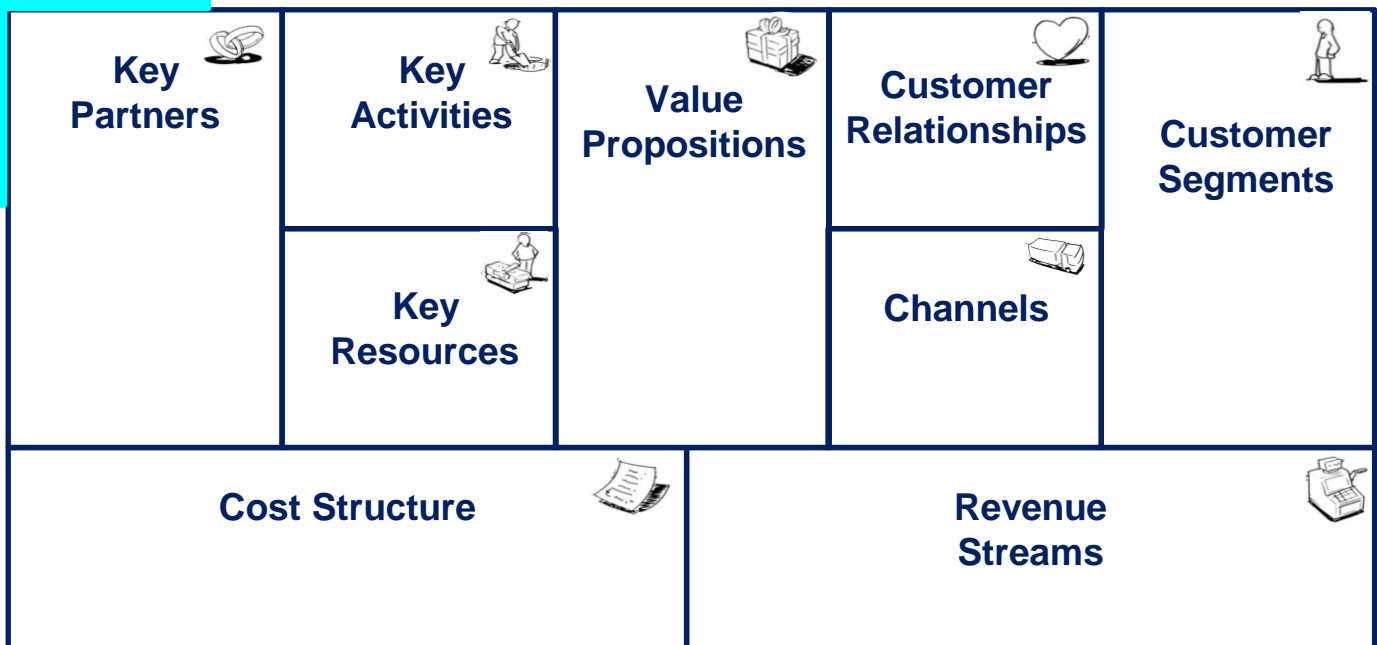 Key
Partners
Key
Activities
Key
Resources
Value
Propositions
Customer
Relationships
Channels
Customer
Segments
Cost Structure
Revenue
Streams